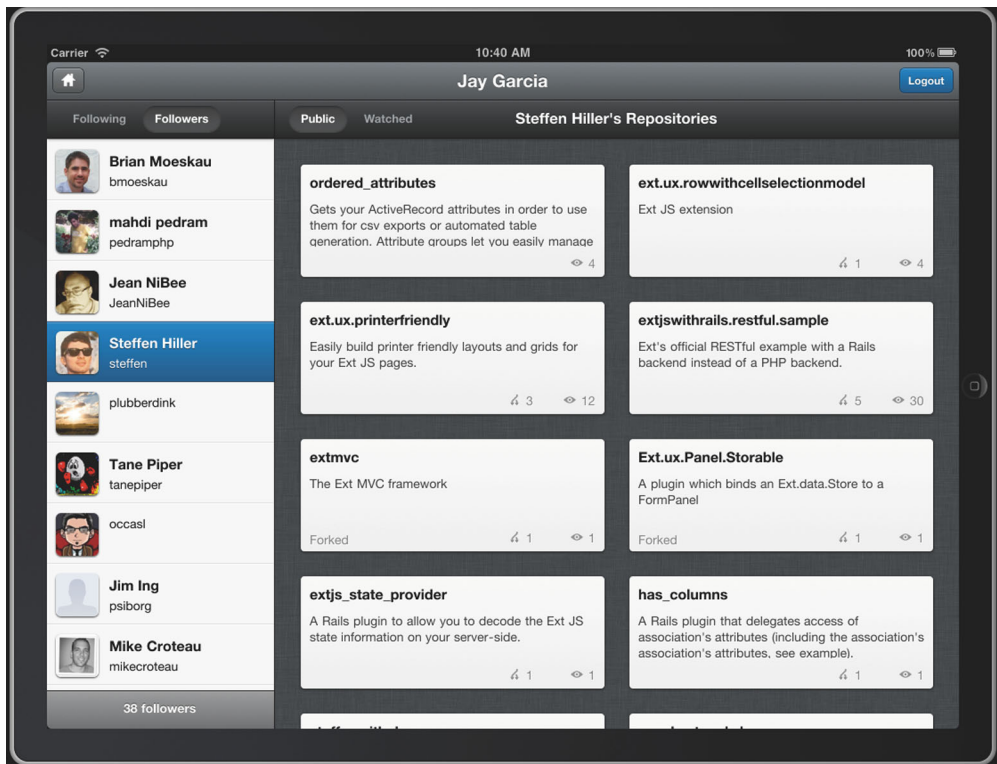 Carrier
10:40 AM
100%
Jay Garcia
Logout
Following
Followers
Public
Watched
Steffen Hiller's Repositories
Brian Moeskau
bmoeskau
mahdi pedram
pedramphp
Jean NiBee
JeanNiBee
Steffen Hiller
steffen
plubberdink
Tane Piper
tanepiper
occasl
Jim Ing
psiborg
Mike Croteau
mikecroteau
38 followers
ordered_attributes
Gets your ActiveRecord attributes in order to use
them for csv exports or automated table
generation. Attribute groups let you easily manage
4
ext.ux.rowwithcellselectionmodel
Ext JS extension
1
4
ext.ux.printerfriendly
Easily build printer friendly layouts and grids for
your Ext JS pages.
3
12
extjswithrails.restful.sample
Ext's official RESTful example with a Rails
backend instead of a PHP backend.
5
30
extmvc
The Ext MVC framework
Forked
1
1
Ext.ux.Panel.Storable
A plugin which binds an Ext.data.Store to a
FormPanel
Forked
1
1
extjs_state_provider
A Rails plugin to allow you to decode the Ext JS
state information on your server-side.
1
1
has_columns
A Rails plugin that delegates access of
association's attributes (including the association's
association's attributes, see example).
1
1